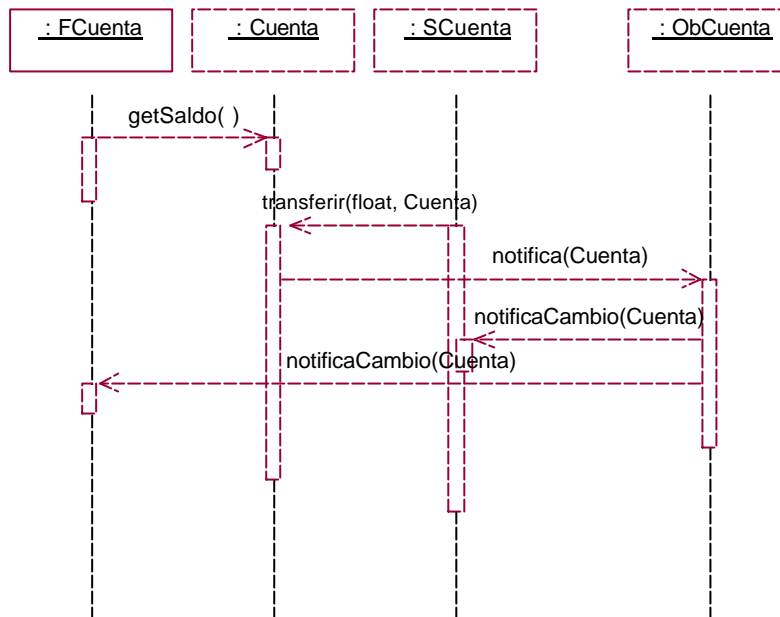 : FCuenta
: Cuenta
: SCuenta
: ObCuenta
getSaldo( )
transferir(float, Cuenta)
notifica(Cuenta)
notificaCambio(Cuenta)
notificaCambio(Cuenta)